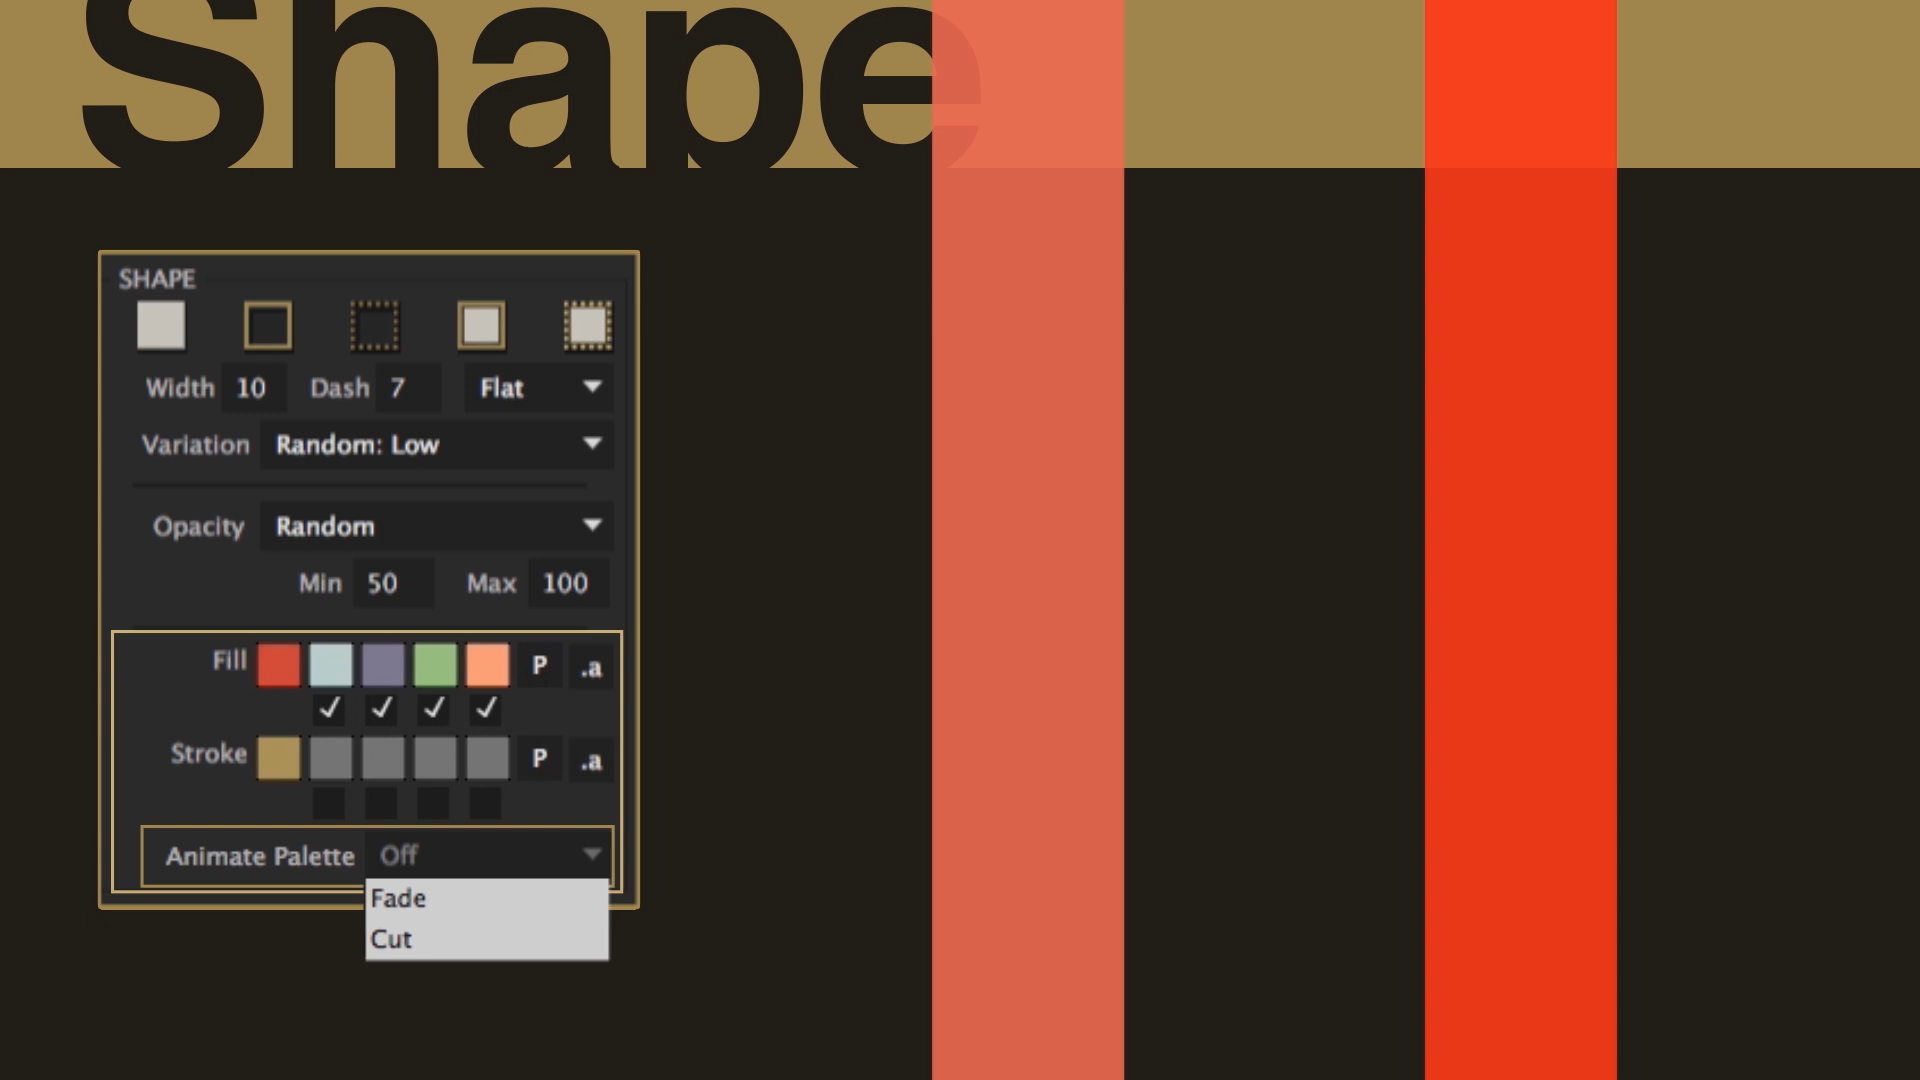 Shape
SHAPE
Width 10 Dash 7 Flat
Variation Random: Low
Opacity Random
Min 50 Max 100
Fill P .a
Stroke P .a
Animate Palette Off
Fade
Cut